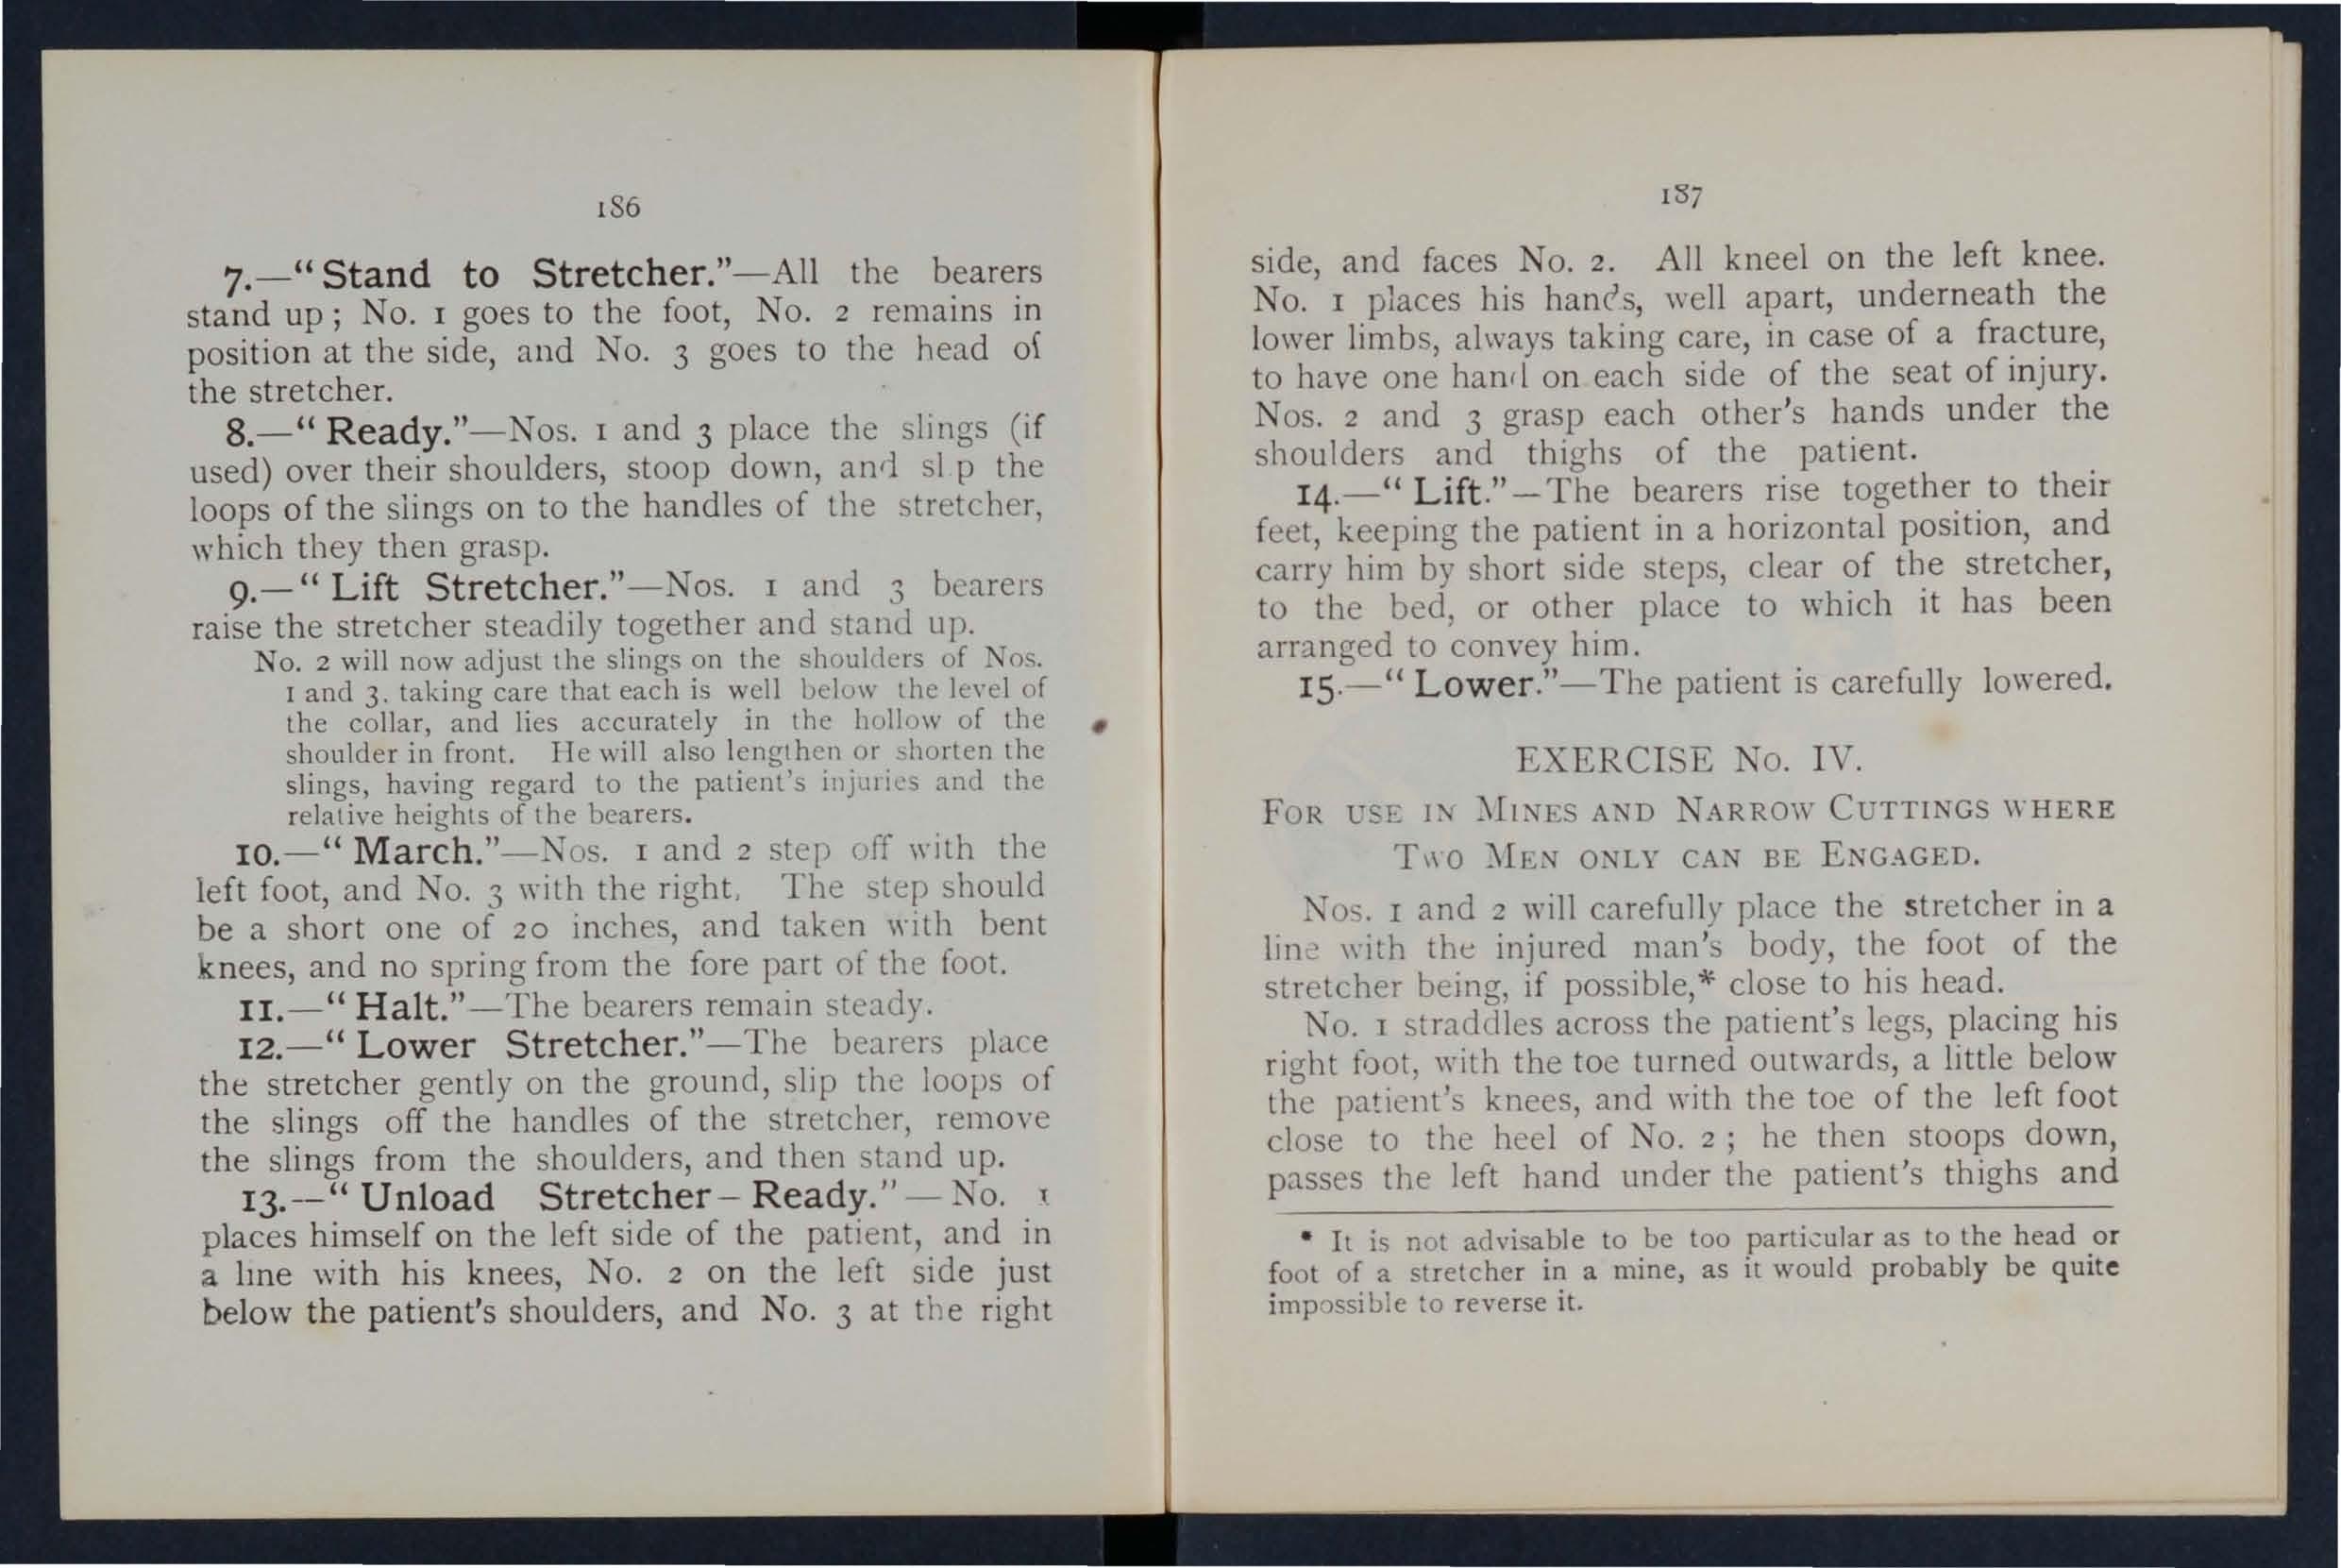 186
7.—“Stand to Stretcher.”—All the bearers
stand up; No. 1 goes to the foot, No. 2 remains in
position at the side, and No. 3 goes to the head of
the stretcher.
8.—“Ready.”—Nos. 1 and 3 place the slings (if
used) over their shoulders, stoop down, and slip the
loops of the slings on to the handles of the stretcher,
which they then grasp.
9.—“Lift Stretcher.”—Nos. 1 and 3 bearers
raise the stretcher steadily together and stand up.
No. 2 will now adjust the slings on the shoulders of Nos.
1 and 3, taking care that each is well below the level of
the collar, and lies accurately in the hollow of the
shoulder in front. He will also lengthen or shorten the
slings, having regard to the patient's injuries and the
relative heights of the bearers.
10.—“March.”—Nos. 1 and 2 step off with the
left foot, and No. 3 with the right. The step should
be a short one of 20 inches, and taken with bent
knees, and no spring from the fore part of the foot.
11.—“Halt.”—The bearers remain steady.
12.—“Lower Stretcher.”—The bearers place
the stretcher gently on the ground, slip the loops of
the slings off the handles of the stretcher, remove
the slings from the shoulders, and then stand up.
13.—“Unload Stretcher–Ready.”—No. 1
places himself on the left side of the patient, and in
a line with his knees, No. 2 on the left side just
below the patient's shoulders, and No. 3 at the right
187
side, and faces No. 2. All kneel on the left knee.
No. 1 places his hands, well apart, underneath the
lower limbs, always taking care, in case of a fracture,
to have one hand on each side of the seat of injury.
Nos. 2 and 3 grasp each other's hands under the
shoulders and thighs of the patient.
14.—“Lift.”—The bearers rise together to their
feet, keeping the patient in a horizontal position, and
carry him by short side steps, clear of the stretcher,
to the bed, or other place to which it has been
arranged to convey him.
15.—“Lower.”—The patient is carefully lowered.
EXERCISE No. IV.
FOR USE IN MINES AND NARROW CUTTINGS WHERE
TWO MEN ONLY CAN BE ENGAGED.
Nos. 1 and 2 will carefully place the stretcher in a
line with the injured man's body, the foot of the
stretcher being, if possible,* close to his head.
No. 1 straddles across the patient's legs, placing his
right foot, with the toe turned outwards, a little below
the patient's knees, and with the toe of the left foot
close to the heel of No. 2; he then stoops down,
passes the left hand under the patient's thighs and
* It is not advisable to be too particular as to the head or
foot of a stretcher in a mine, as it would probably be quite
impossible to reverse it.